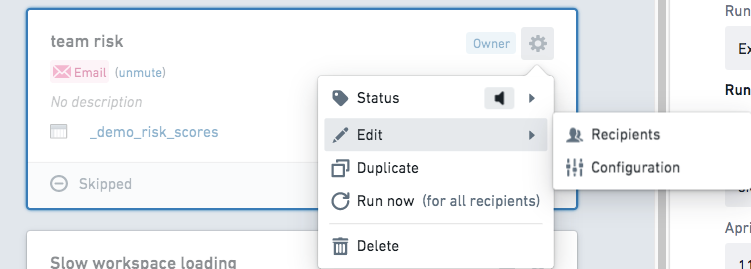 team risk
Owner
Email (unmute)
No description
_demo_risk_scores
Skipped
Status
Edit
Duplicate
Run now (for all recipients)
Delete
Recipients
Configuration
Slow workspace loading
Run
Ex
Run
Apri